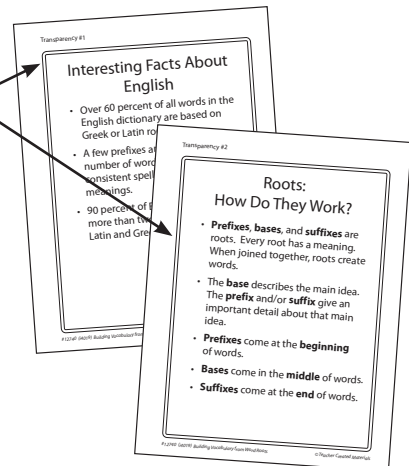 Transparency #1
Interesting Facts About
English
• Over 60 percent of all words in the
English dictionary are based on
Greek or Latin
• A few prefixes
number of
consistent
meanings.
• 90 percent of
more than
Latin and
Transparency #2
Roots:
How Do They Work?
• Prefixes, bases, and suffixes are
roots. Every root has a meaning.
When joined together, roots create
words.
• The base describes the main idea.
The prefix and/or suffix give an
important detail about that main
idea.
• Prefixes come at the beginning
of words.
• Bases come in the middle of words.
• Suffixes come at the end of words.
Building Vocabulary from Word Roots
© Teacher Created Materials